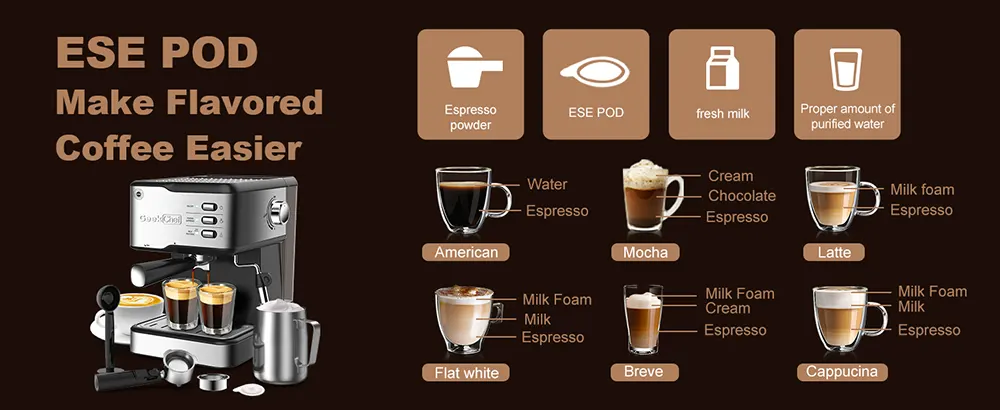 ESE POD
Make Flavored
Coffee Easier
Geek Chef
Espresso
powder
ESE POD
fresh milk
Proper amount of
purified water
Water
Espresso
American
Cream
Chocolate
Espresso
Mocha
Milk foam
Espresso
Latte
Milk Foam
Milk
Espresso
Flat white
Milk Foam
Cream
Espresso
Breve
Milk Foam
Milk
Espresso
Cappucina